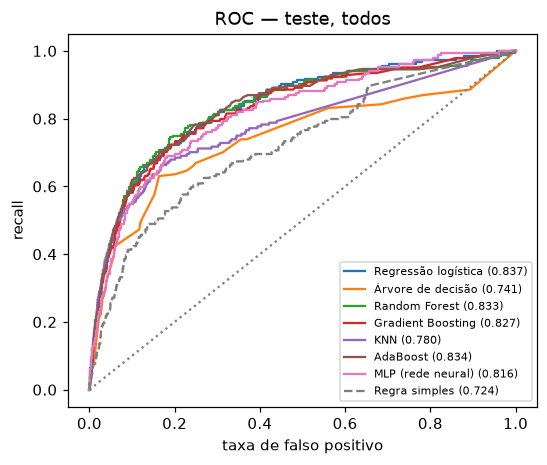 ROC — teste, todos
1.0
0.8
0.6
0.4
0.2
0.0
recall
0.0 0.2 0.4 0.6 0.8 1.0
taxa de falso positivo
Regressão logística (0.837)
Árvore de decisão (0.741)
Random Forest (0.833)
Gradient Boosting (0.827)
KNN (0.780)
AdaBoost (0.834)
MLP (rede neural) (0.816)
Regra simples (0.724)